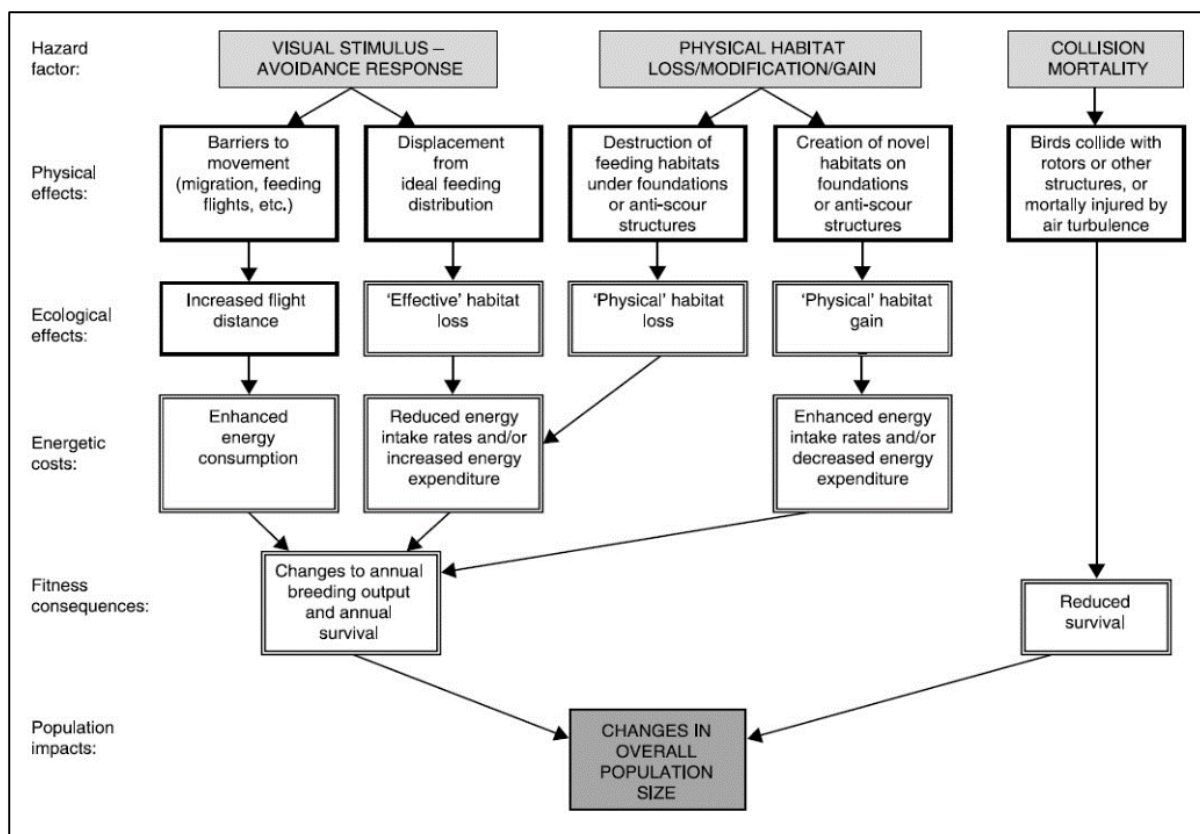 Hazard
factor:
VISUAL STIMULUS –
AVOIDANCE RESPONSE
PHYSICAL HABITAT
LOSS/MODIFICATION/GAIN
COLLISION
MORTALITY
Physical
effects:
Barriers to
movement
(migration, feeding
flights, etc.)
Displacement
from
ideal feeding
distribution
Destruction of
feeding habitats
under foundations
or anti-scour
structures
Creation of novel
habitats on
foundations
or anti-scour
structures
Birds collide with
rotors or other
structures, or
mortally injured by
air turbulence
Ecological
effects:
Increased flight
distance
‘Effective’ habitat
loss
‘Physical’ habitat
loss
‘Physical’ habitat
gain
Energetic
costs:
Enhanced
energy
consumption
Reduced energy
intake rates and/or
increased energy
expenditure
Enhanced energy
intake rates and/or
decreased energy
expenditure
Fitness
consequences:
Changes to annual
breeding output
and annual
survival
Reduced
survival
Population
impacts:
CHANGES IN
OVERALL
POPULATION
SIZE